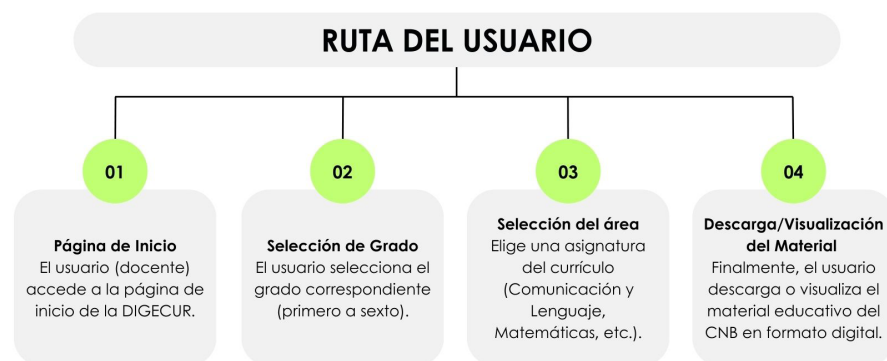 RUTA DEL USUARIO
01
Página de Inicio
El usuario (docente)
accede a la página de
inicio de la DIGECUR.
02
Selección de Grado
El usuario selecciona el
grado correspondiente
(primero a sexto).
03
Selección del área
Elige una asignatura
del currículo
(Comunicación y
Lenguaje,
Matemáticas, etc.).
04
Descarga/Visualización
del Material
Finalmente, el usuario
descarga o visualiza el
material educativo del
CNB en formato digital.